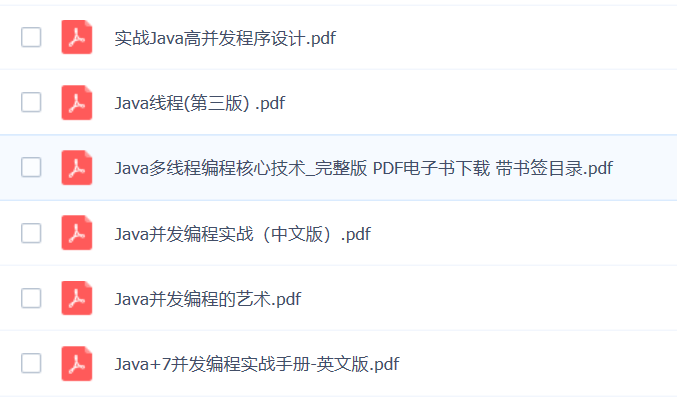 实战Java高并发程序设计.pdf
Java线程(第三版) .pdf
Java多线程编程核心技术_完整版 PDF电子书下载 带书签目录.pdf
Java并发编程实战（中文版）.pdf
Java并发编程的艺术.pdf
Java+7并发编程实战手册-英文版.pdf